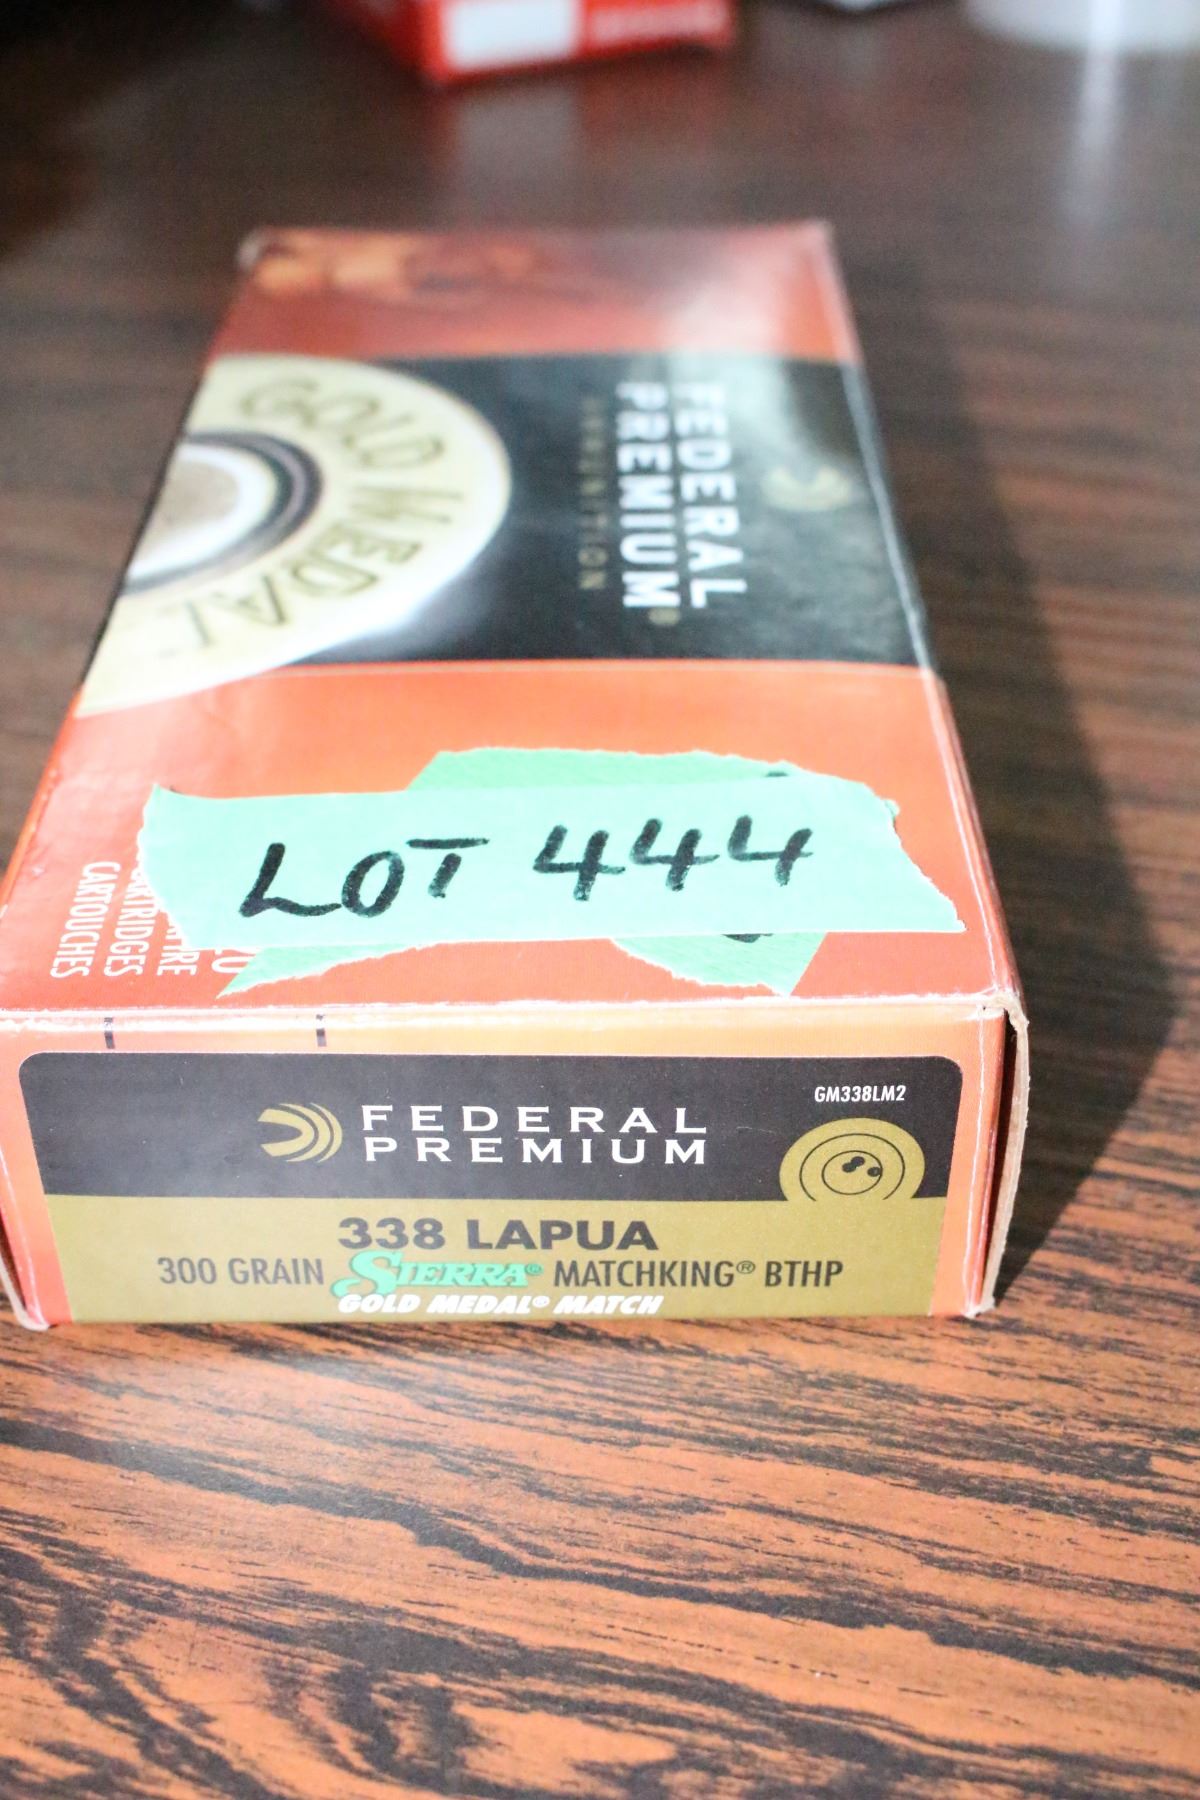 GOLD MEDAL
FEDERAL
PREMIUM®
AMMUNITION
LOT 444
20
CARTRIDGES
CARTOUCHES
GM338LM2
FEDERAL
PREMIUM
338 LAPUA
300 GRAIN SIERRA® MATCHKING® BTHP
GOLD MEDAL® MATCH